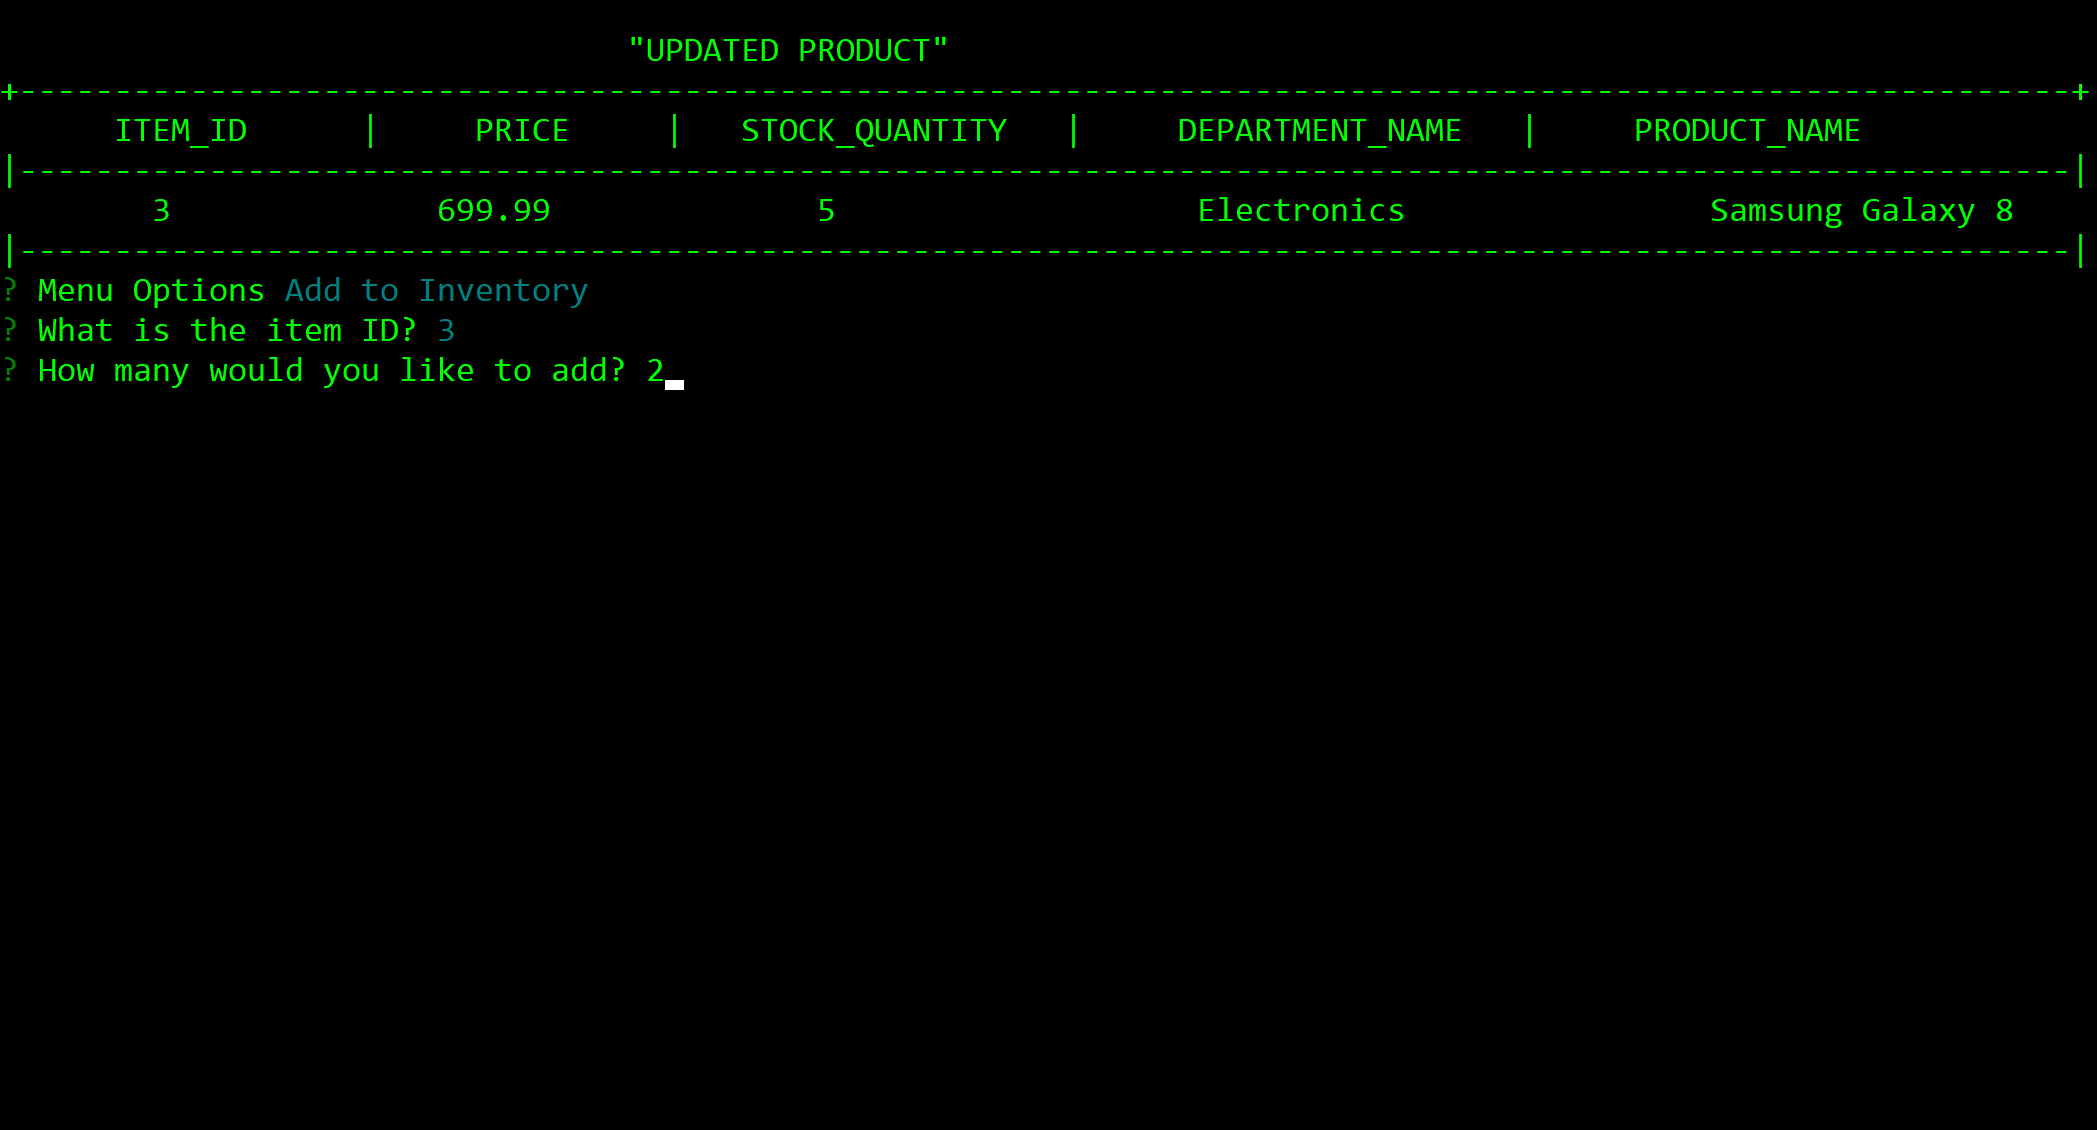 "UPDATED PRODUCT"
+------------------------------------------------------------------------------------------------------------+
ITEM_ID | PRICE | STOCK_QUANTITY | DEPARTMENT_NAME | PRODUCT_NAME
|------------------------------------------------------------------------------------------------------------|
3 699.99 5 Electronics Samsung Galaxy 8
|------------------------------------------------------------------------------------------------------------|
? Menu Options Add to Inventory
? What is the item ID? 3
? How many would you like to add? 2